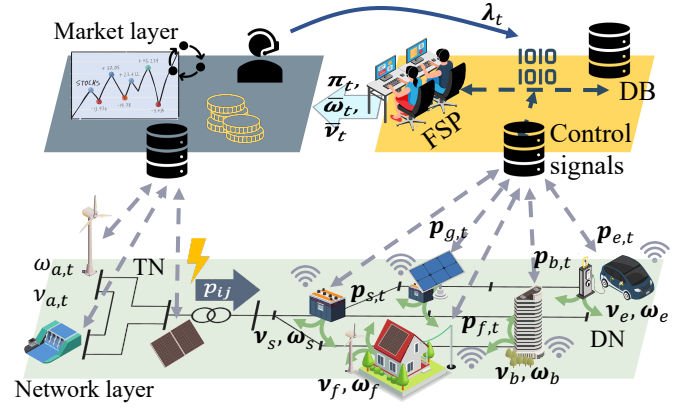 Market layer
λt
STOCKS
1010
1010
DB
πt,
ωt,
ν̅t
FSP
Control
signals
pg,t
pe,t
pb,t
TN
ωa,t
νa,t
pij
ps,t
pf,t
νs, ωs
νe, ωe
DN
νf, ωf
νb, ωb
Network layer